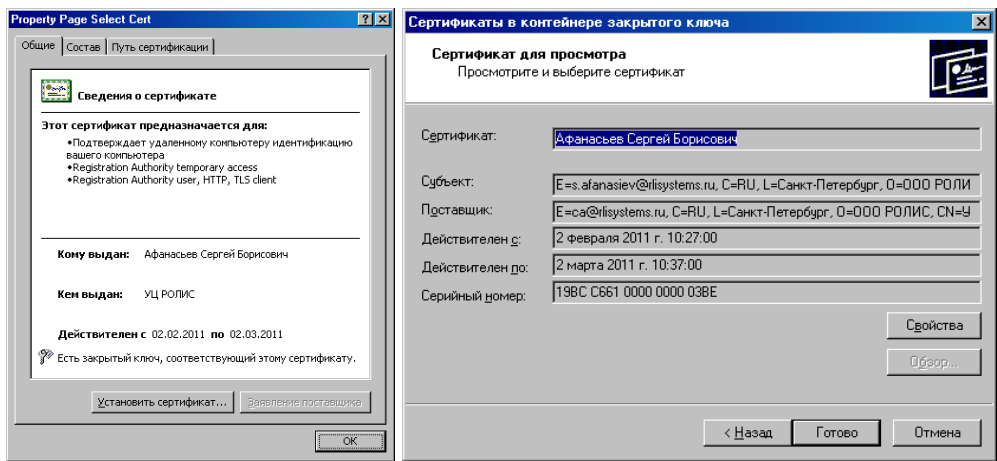 Property Page Select Cert
Общие
Состав
Путь сертификации
Сведения о сертификате
Этот сертификат предназначается для:
•Подтверждает удаленному компьютеру идентификацию
вашего компьютера
•Registration Authority temporary access
•Registration Authority user, HTTP, TLS client
Кому выдан: Афанасьев Сергей Борисович
Кем выдан: УЦ РОЛИС
Действителен с 02.02.2011 по 02.03.2011
Есть закрытый ключ, соответствующий этому сертификату.
Установить сертификат...
Заявление поставщика
OK
Сертификаты в контейнере закрытого ключа
Сертификат для просмотра
Просмотрите и выберите сертификат
Сертификат: Афанасьев Сергей Борисович
Субъект: E=s.afanasiev@rlisystems.ru, C=RU, L=Санкт-Петербург, O=ООО РОЛИ
Поставщик: E=ca@rlisystems.ru, C=RU, L=Санкт-Петербург, O=ООО РОЛИС, CN=У
Действителен с: 2 февраля 2011 г. 10:27:00
Действителен по: 2 марта 2011 г. 10:37:00
Серийный номер: 19BC C661 0000 0000 03BE
Свойства
Обзор...
< Назад
Готово
Отмена